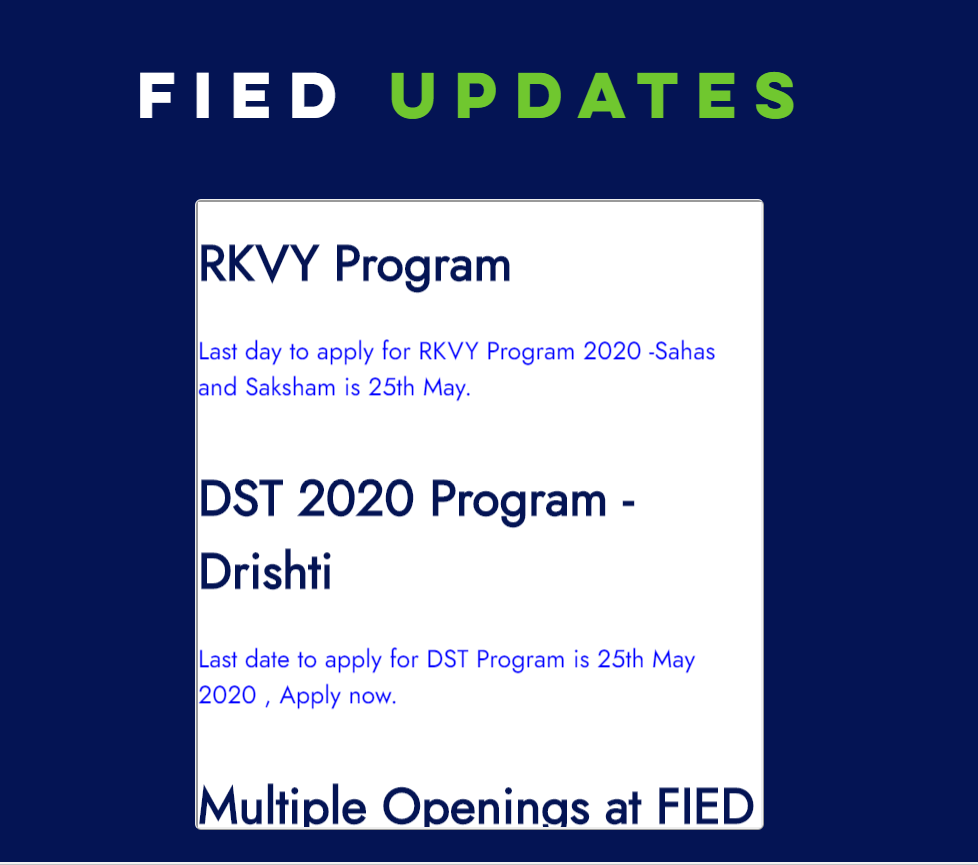 FIED UPDATES
RKVY Program
Last day to apply for RKVY Program 2020 -Sahas
and Saksham is 25th May.
DST 2020 Program -
Drishti
Last date to apply for DST Program is 25th May
2020 , Apply now.
Multiple Openings at FIED